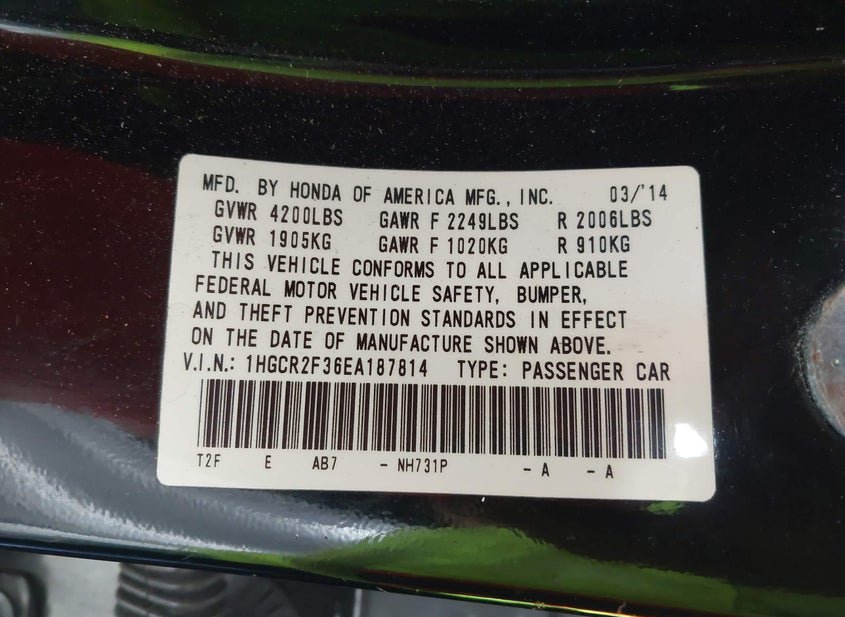 MFD. BY HONDA OF AMERICA MFG., INC. 03/'14
GVWR 4200LBS GAWR F 2249LBS R 2006LBS
GVWR 1905KG GAWR F 1020KG R 910KG
THIS VEHICLE CONFORMS TO ALL APPLICABLE
FEDERAL MOTOR VEHICLE SAFETY, BUMPER,
AND THEFT PREVENTION STANDARDS IN EFFECT
ON THE DATE OF MANUFACTURE SHOWN ABOVE.
V.I.N.: 1HGCR2F36EA187814 TYPE: PASSENGER CAR
T2F E AB7 - NH731P - A - A